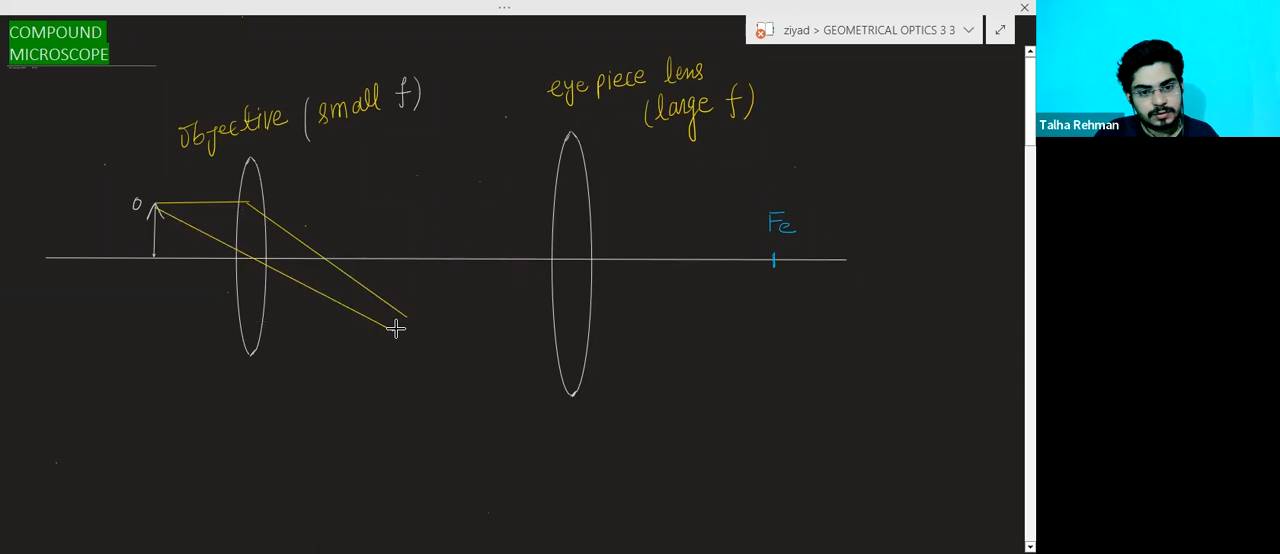 COMPOUND
MICROSCOPE
ziyad > GEOMETRICAL OPTICS 3 3
Talha Rehman
objective (small f)
eye piece lens
(large f)
O
Fe